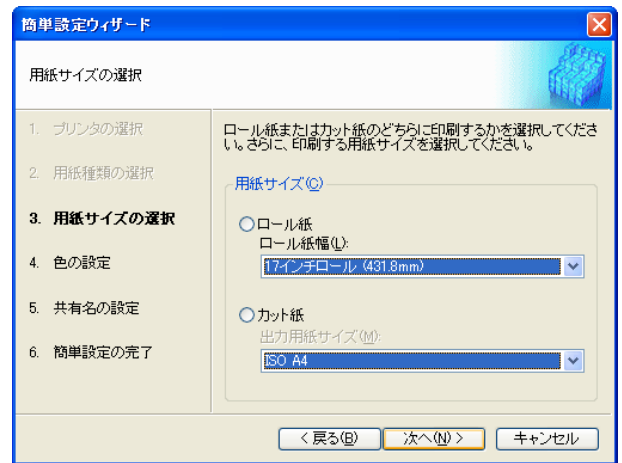 簡単設定ウィザード
用紙サイズの選択
1. プリンタの選択
2. 用紙種類の選択
3. 用紙サイズの選択
4. 色の設定
5. 共有名の設定
6. 簡単設定の完了
ロール紙またはカット紙のどちらに印刷するかを選択してくださ
い。さらに、印刷する用紙サイズを選択してください。
用紙サイズ(C)
ロール紙
ロール紙幅(L):
17インチロール (431.8mm)
カット紙
出力用紙サイズ(M):
ISO A4
< 戻る(B)
次へ(N) >
キャンセル